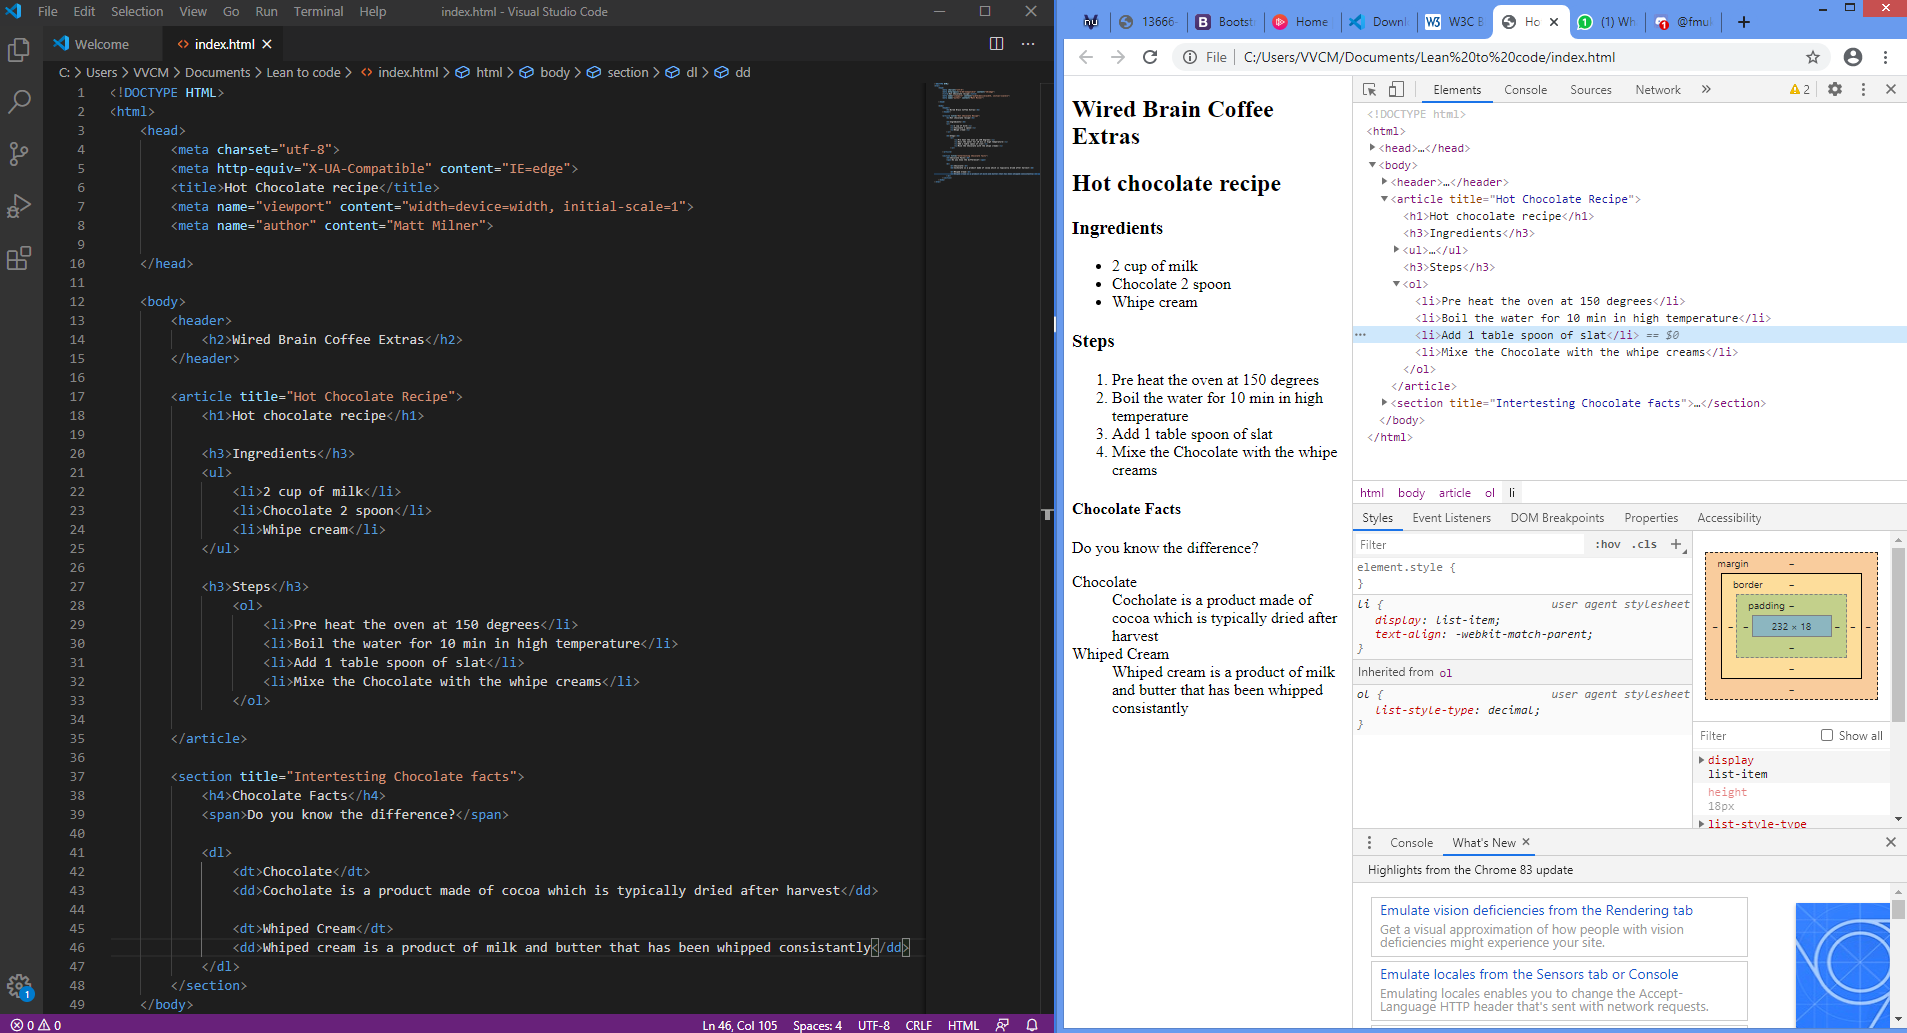 File Edit Selection View Go Run Terminal Help index.html - Visual Studio Code
Welcome index.html
C: > Users > VVCM > Documents > Lean to code > index.html > html > body > section > dl > dd
1 <!DOCTYPE HTML>
2 <html>
3 <head>
4 <meta charset="utf-8">
5 <meta http-equiv="X-UA-Compatible" content="IE=edge">
6 <title>Hot Chocolate recipe</title>
7 <meta name="viewport" content="width=device=width, initial-scale=1">
8 <meta name="author" content="Matt Milner">
9
10 </head>
11
12 <body>
13 <header>
14 <h2>Wired Brain Coffee Extras</h2>
15 </header>
16
17 <article title="Hot Chocolate Recipe">
18 <h1>Hot chocolate recipe</h1>
19
20 <h3>Ingredients</h3>
21 <ul>
22 <li>2 cup of milk</li>
23 <li>Chocolate 2 spoon</li>
24 <li>Whipe cream</li>
25 </ul>
26
27 <h3>Steps</h3>
28 <ol>
29 <li>Pre heat the oven at 150 degrees</li>
30 <li>Boil the water for 10 min in high temperature</li>
31 <li>Add 1 table spoon of slat</li>
32 <li>Mixe the Chocolate with the whipe creams</li>
33 </ol>
34
35 </article>
36
37 <section title="Intertesting Chocolate facts">
38 <h4>Chocolate Facts</h4>
39 <span>Do you know the difference?</span>
40
41 <dl>
42 <dt>Chocolate</dt>
43 <dd>Cocholate is a product made of cocoa which is typically dried after harvest</dd>
44
45 <dt>Whiped Cream</dt>
46 <dd>Whiped cream is a product of milk and butter that has been whipped consistantly</dd>
47 </dl>
48 </section>
49 </body>
1
0 0 Ln 46, Col 105 Spaces: 4 UTF-8 CRLF HTML
nu 13666- B Bootst Home Downl W3 W3C B Ho 1 (1) Wh @fmu
File C:/Users/VVCM/Documents/Lean%20to%20code/index.html
Wired Brain Coffee
Extras
Hot chocolate recipe
Ingredients
• 2 cup of milk
• Chocolate 2 spoon
• Whipe cream
Steps
1. Pre heat the oven at 150 degrees
2. Boil the water for 10 min in high
temperature
3. Add 1 table spoon of slat
4. Mixe the Chocolate with the whipe
creams
Chocolate Facts
Do you know the difference?
Chocolate
Cocholate is a product made of
cocoa which is typically dried after
harvest
Whiped Cream
Whiped cream is a product of milk
and butter that has been whipped
consistantly
Elements Console Sources Network » 2
<!DOCTYPE html>
<html>
<head>…</head>
<body>
<header>…</header>
<article title="Hot Chocolate Recipe">
<h1>Hot chocolate recipe</h1>
<h3>Ingredients</h3>
<ul>…</ul>
<h3>Steps</h3>
<ol>
<li>Pre heat the oven at 150 degrees</li>
<li>Boil the water for 10 min in high temperature</li>
<li>Add 1 table spoon of slat</li> == $0
<li>Mixe the Chocolate with the whipe creams</li>
</ol>
</article>
<section title="Intertesting Chocolate facts">…</section>
</body>
</html>
html body article ol li
Styles Event Listeners DOM Breakpoints Properties Accessibility
Filter :hov .cls +
element.style {
}
li { user agent stylesheet
display: list-item;
text-align: -webkit-match-parent;
}
Inherited from ol
ol { user agent stylesheet
list-style-type: decimal;
}
margin –
border –
padding –
– – – 232 × 18 – – –
–
–
–
Filter Show all
display
list-item
height
18px
list-style-type
Console What's New
Highlights from the Chrome 83 update
Emulate vision deficiencies from the Rendering tab
Get a visual approximation of how people with vision
deficiencies might experience your site.
Emulate locales from the Sensors tab or Console
Emulating locales enables you to change the Accept-
Language HTTP header that's sent with network requests.